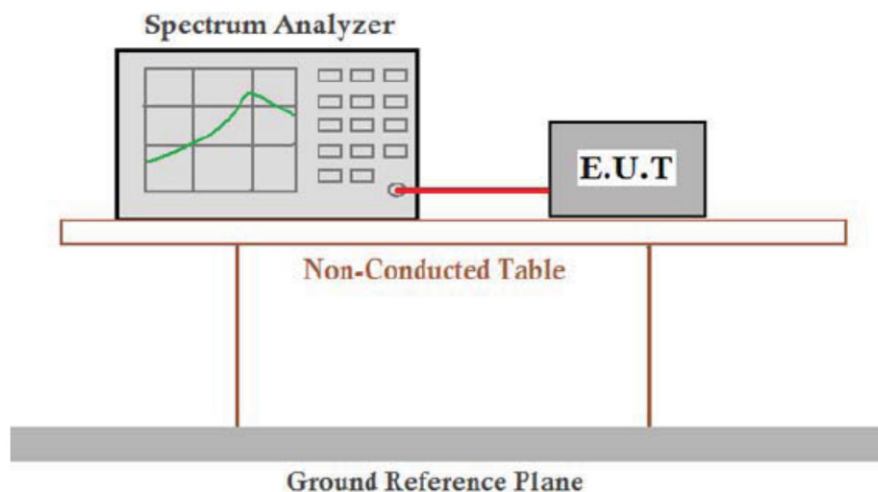 Spectrum Analyzer
E.U.T
Non-Conducted Table
Ground Reference Plane